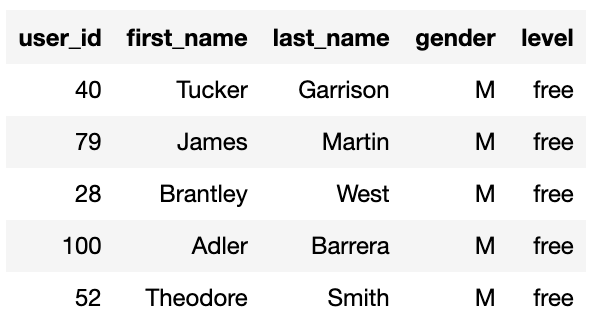 user_id first_name last_name gender level
40 Tucker Garrison M free
79 James Martin M free
28 Brantley West M free
100 Adler Barrera M free
52 Theodore Smith M free